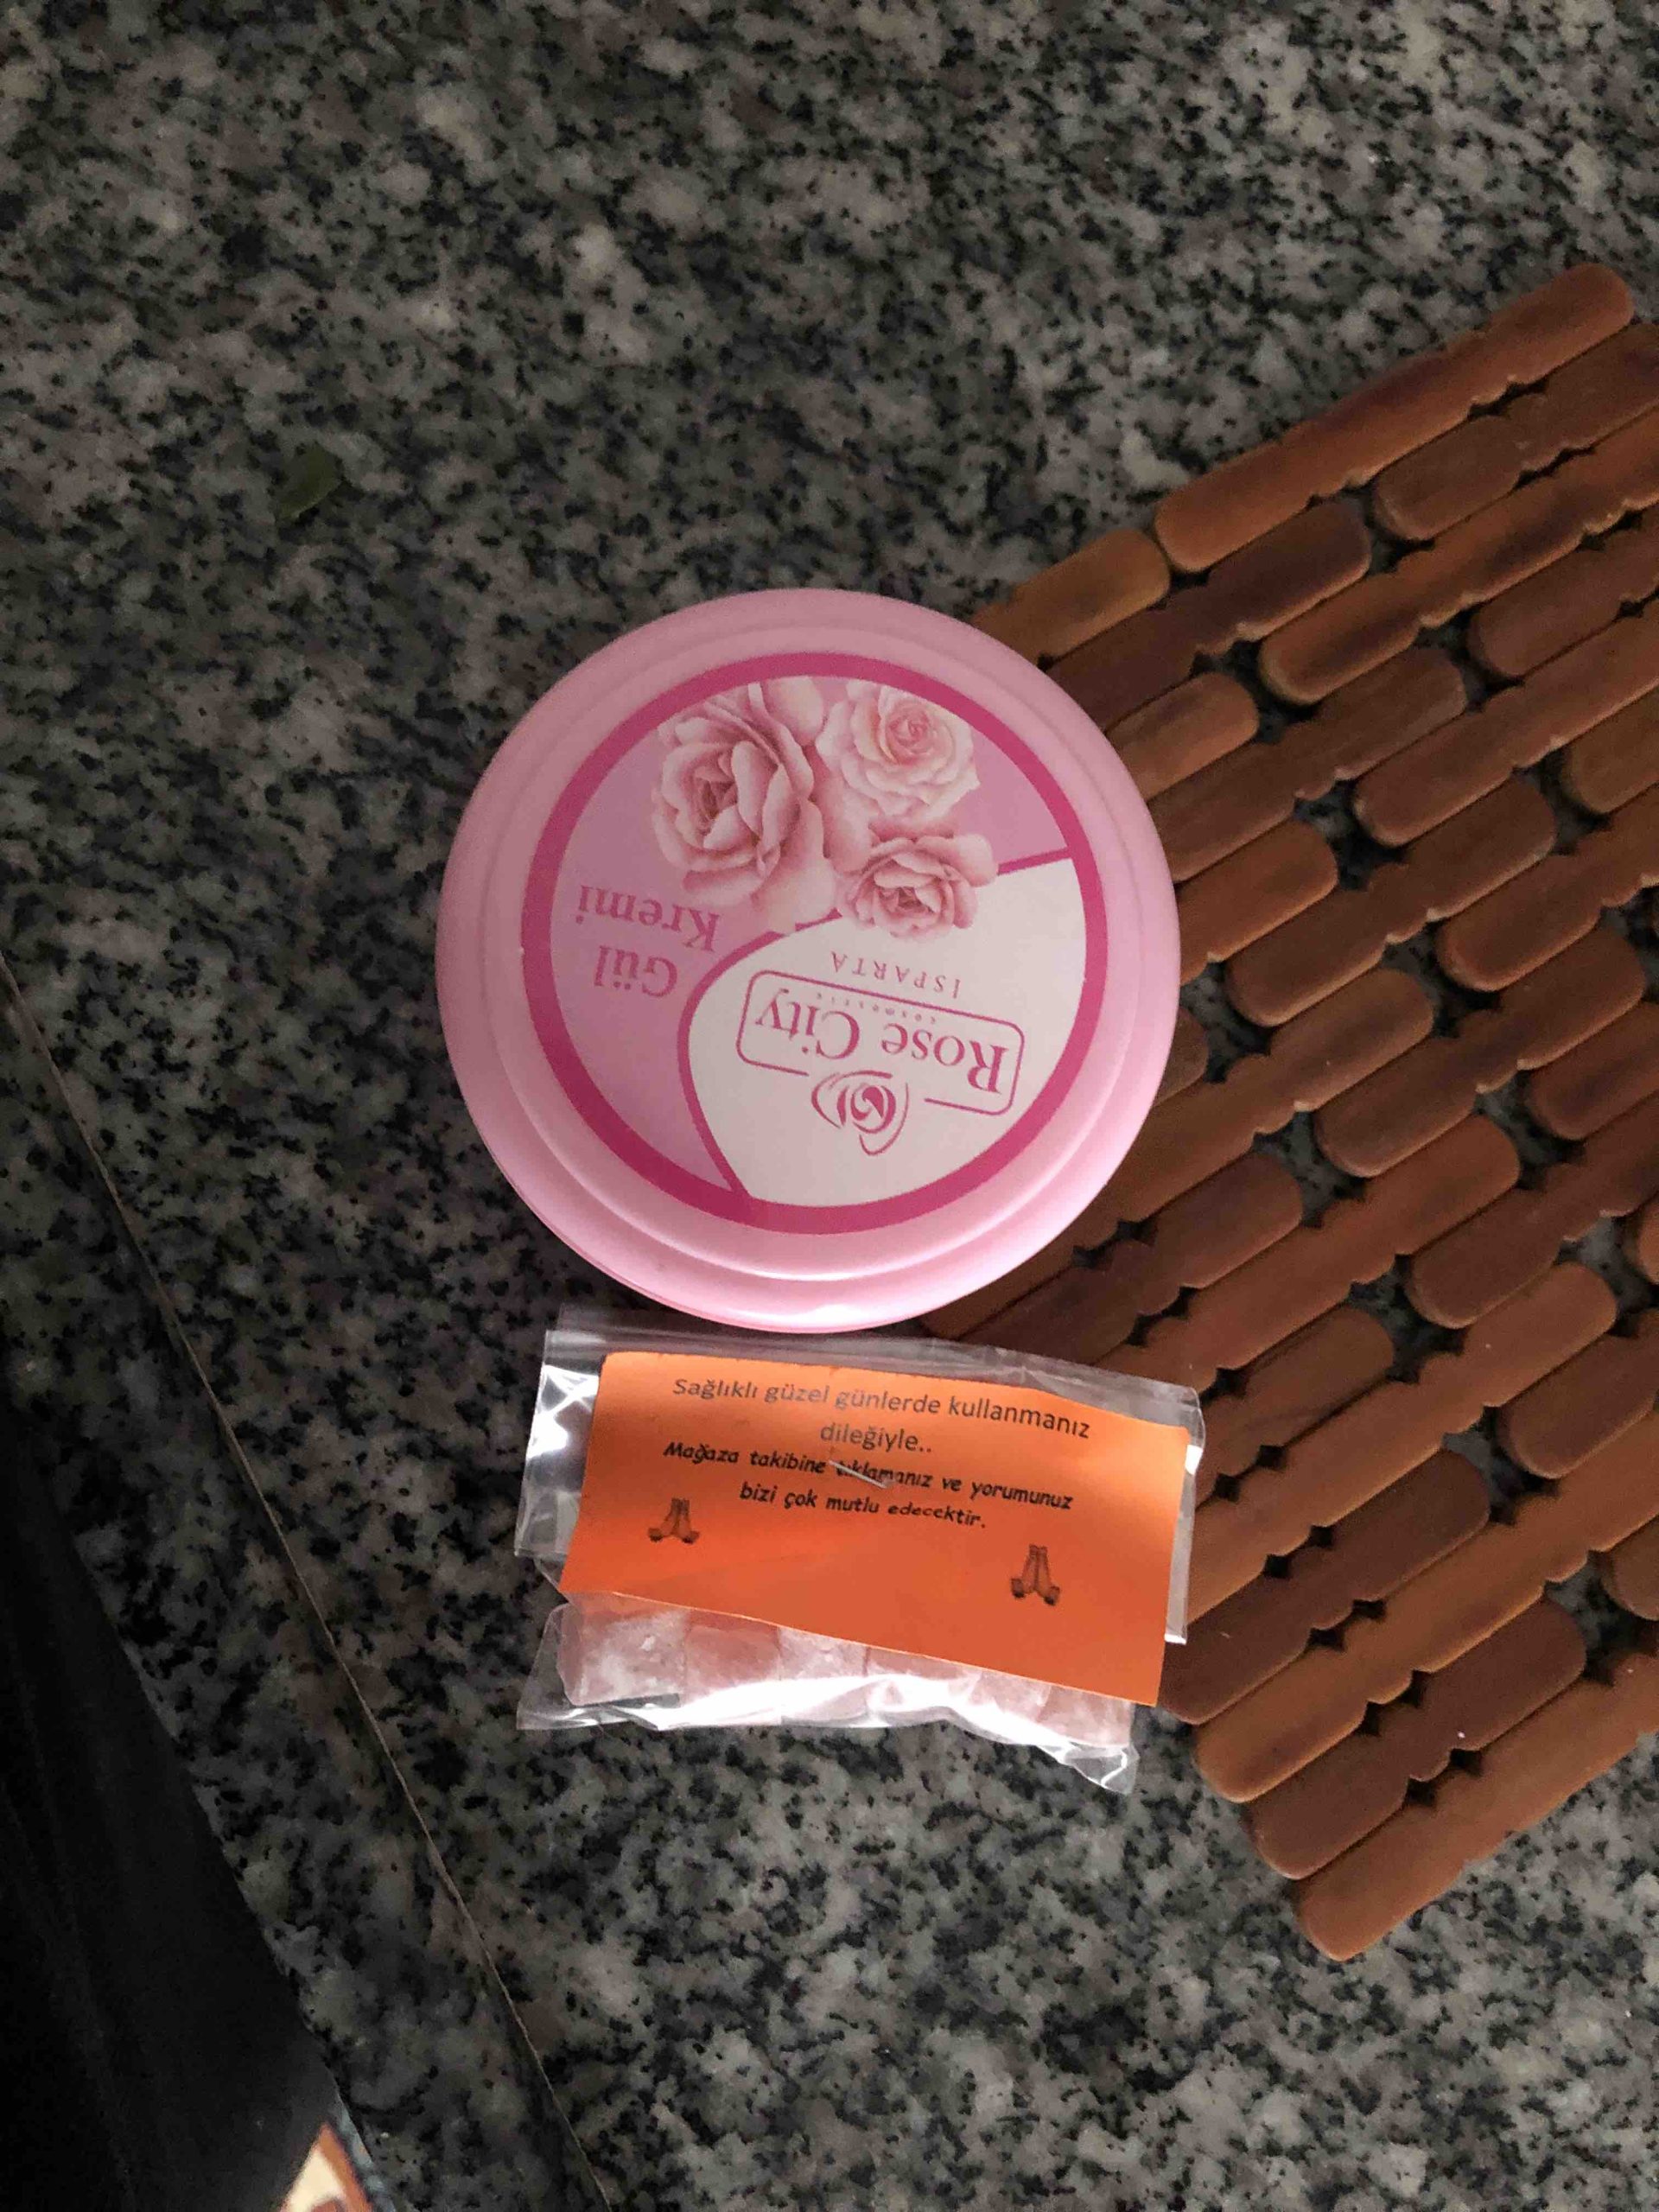 Rose City
cosmetic
ISPARTA
Gül
Kremi
Sağlıklı güzel günlerde kullanmanız
dileğiyle..
Mağaza takibine tıklamanız ve yorumunuz
bizi çok mutlu edecektir.